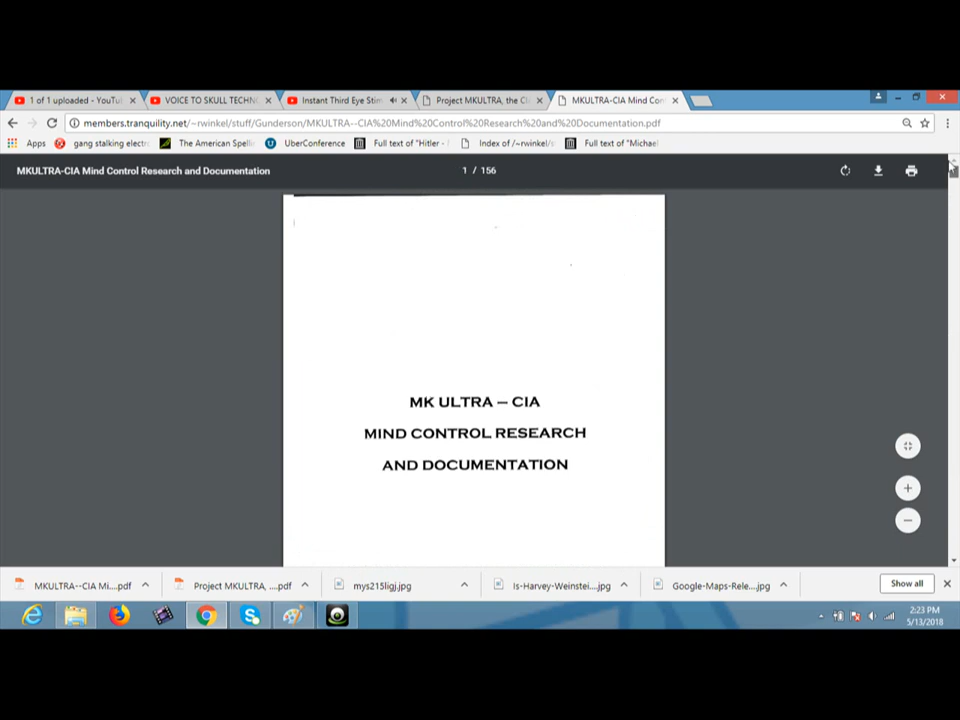 1 of 1 uploaded - YouTu
VOICE TO SKULL TECHN
Instant Third Eye Stim
Project MKULTRA, the C
MKULTRA-CIA Mind Con
members.tranquility.net/~rwinkel/stuff/Gunderson/MKULTRA--CIA%20Mind%20Control%20Research%20and%20Documentation.pdf
Apps
gang stalking electr
The American Spelli
UberConference
Full text of "Hitler -
Index of /~rwinkel/s
Full text of "Michael
MKULTRA-CIA Mind Control Research and Documentation
1 / 156
MK ULTRA – CIA
MIND CONTROL RESEARCH
AND DOCUMENTATION
MKULTRA--CIA Mi....pdf
Project MKULTRA, ....pdf
mys215ligj.jpg
Is-Harvey-Weinstei....jpg
Google-Maps-Rele....jpg
Show all
2:23 PM
5/13/2018